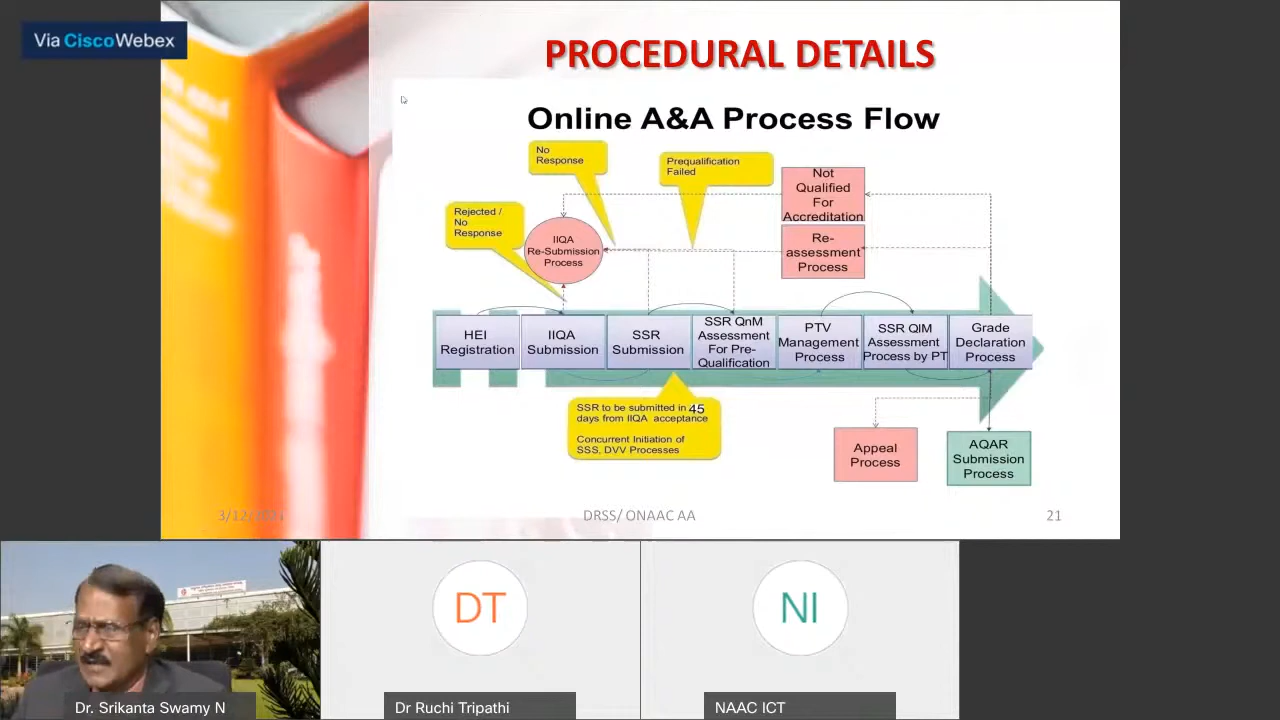 Via Cisco Webex
PROCEDURAL DETAILS
Online A&A Process Flow
No
Response
Prequalification
Failed
Not
Qualified
For
Accreditation
Rejected /
No
Response
IIQA
Re-Submission
Process
Re-
assessment
Process
HEI
Registration
IIQA
Submission
SSR
Submission
SSR QnM
Assessment
For Pre-
Qualification
PTV
Management
Process
SSR QlM
Assessment
Process by PT
Grade
Declaration
Process
SSR to be submitted in 45
days from IIQA acceptance
Concurrent Initiation of
SSS, DVV Processes
Appeal
Process
AQAR
Submission
Process
DRSS/ ONAAC AA
21
DT
NI
Dr. Srikanta Swamy N
Dr Ruchi Tripathi
NAAC ICT